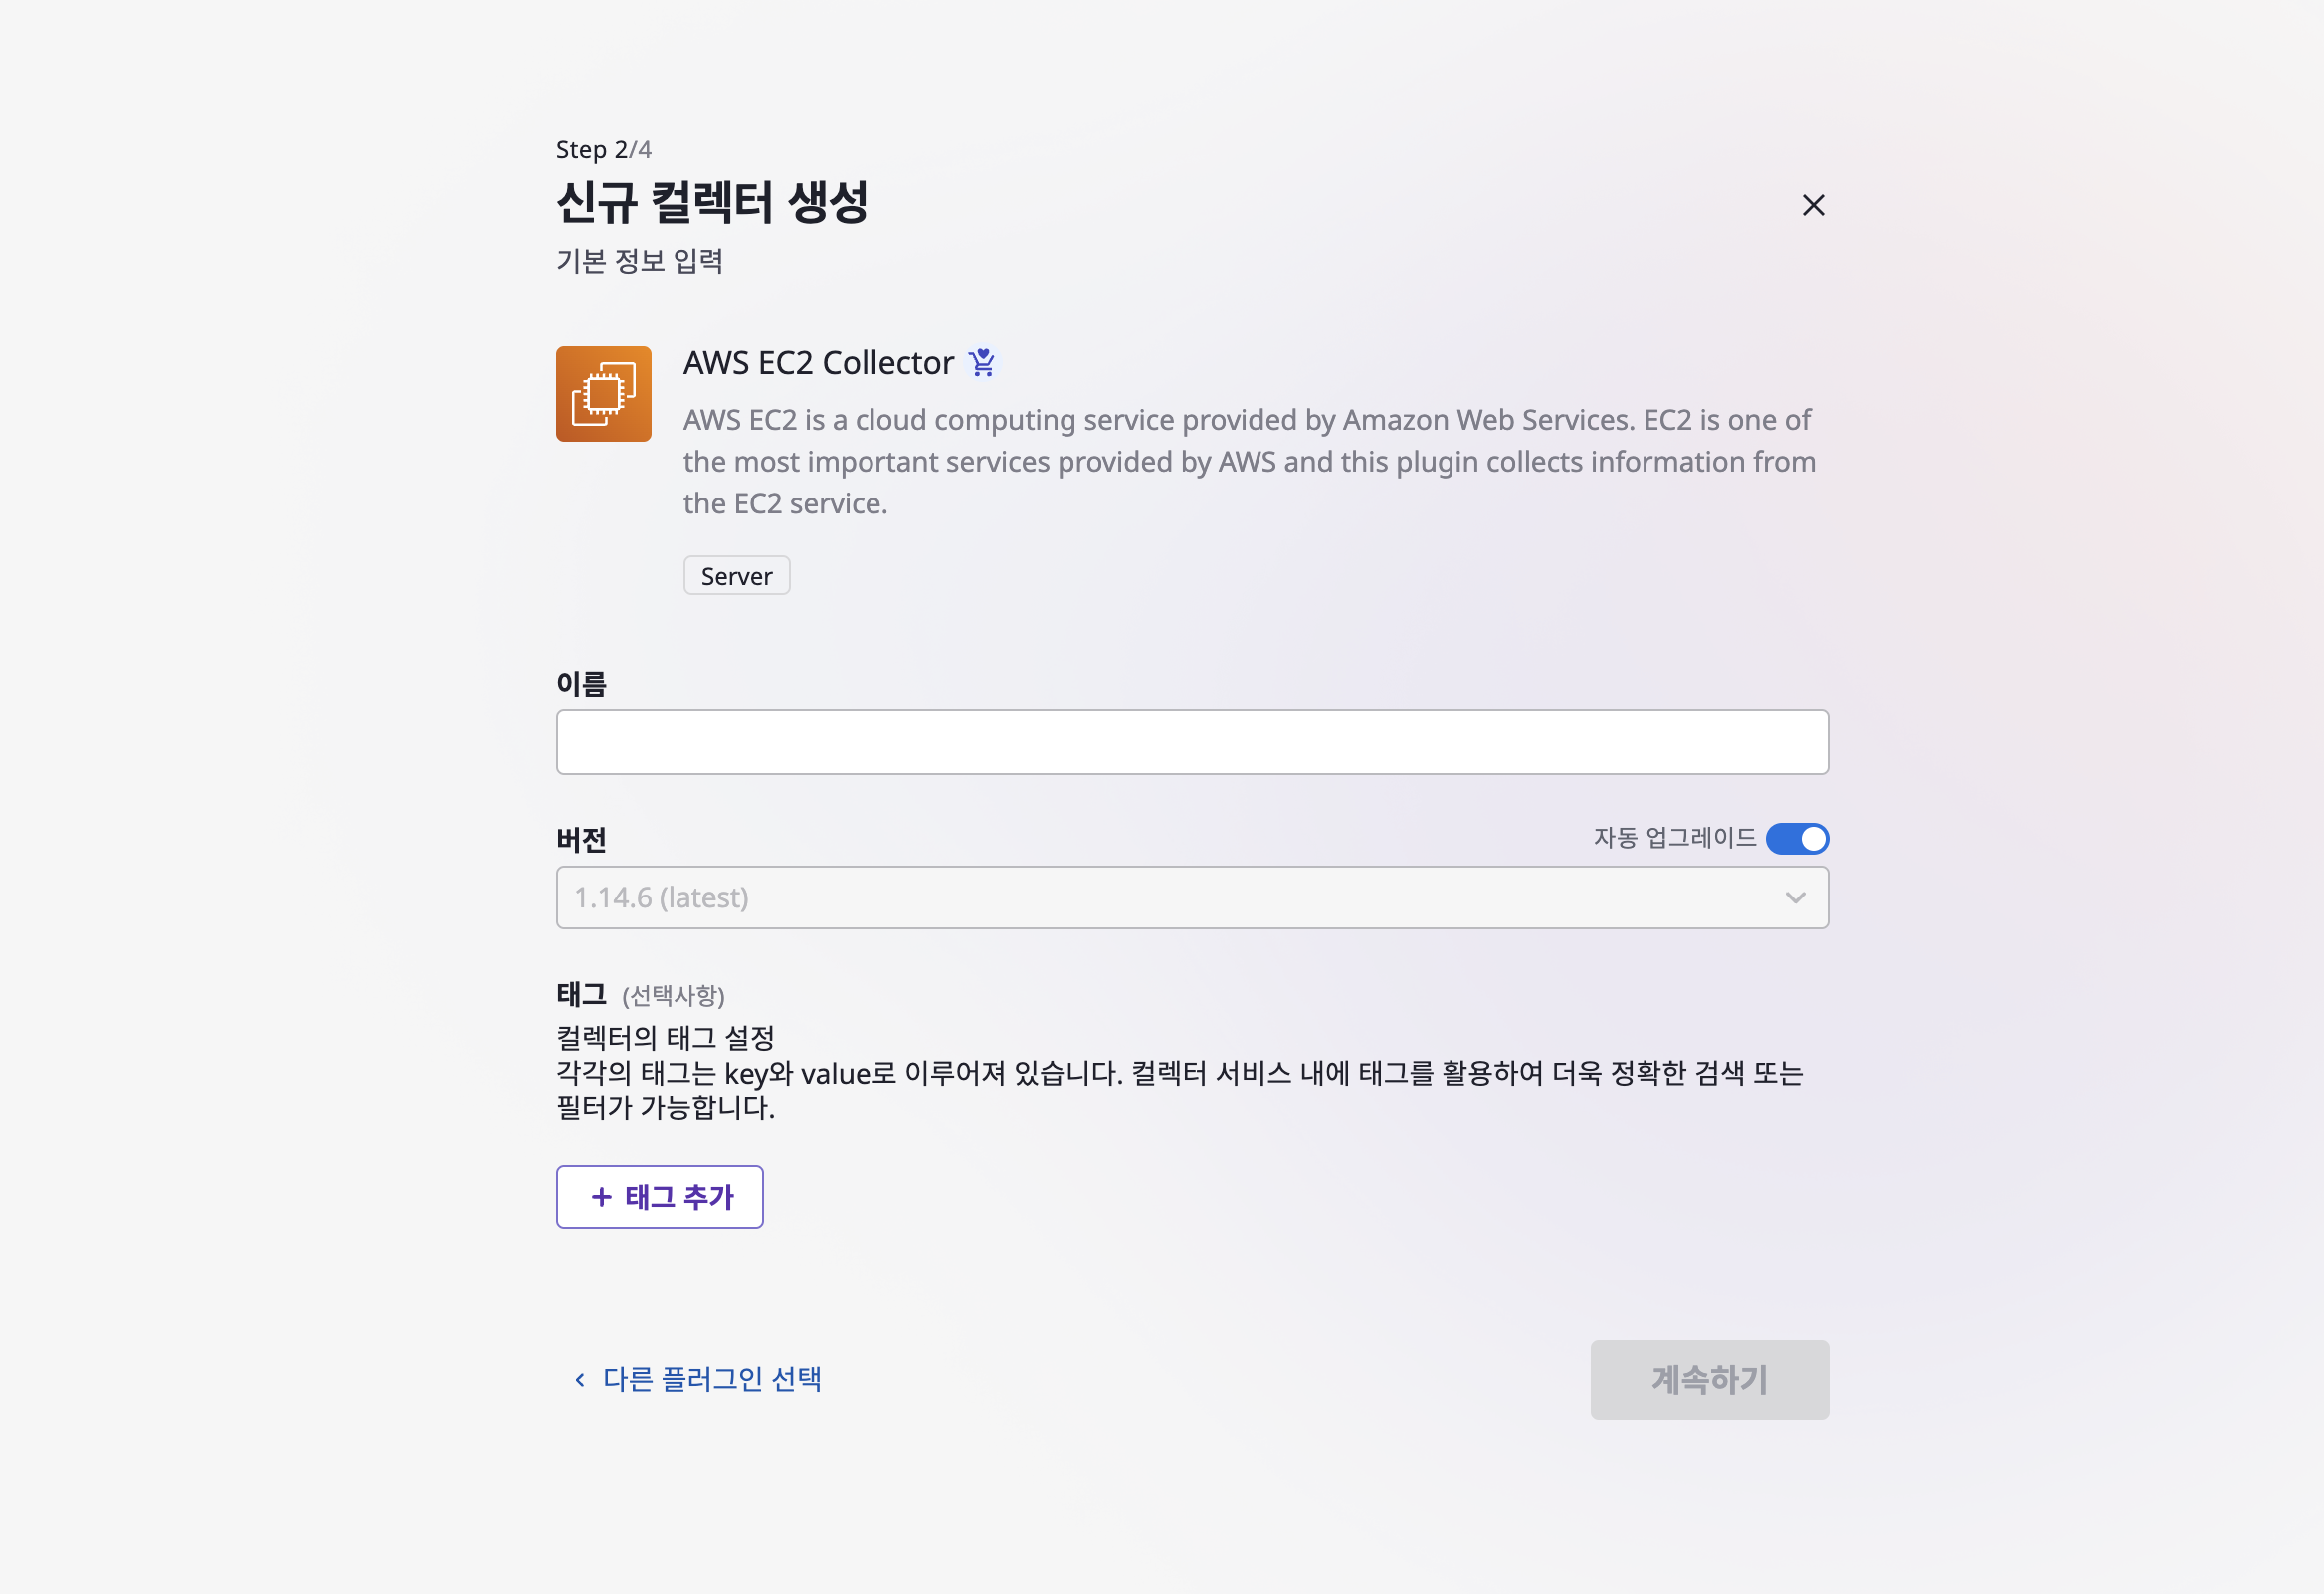 Step 2/4
신규 컬렉터 생성
기본 정보 입력
AWS EC2 Collector
AWS EC2 is a cloud computing service provided by Amazon Web Services. EC2 is one of
the most important services provided by AWS and this plugin collects information from
the EC2 service.
Server
이름
버전
자동 업그레이드
1.14.6 (latest)
태그 (선택사항)
컬렉터의 태그 설정
각각의 태그는 key와 value로 이루어져 있습니다. 컬렉터 서비스 내에 태그를 활용하여 더욱 정확한 검색 또는
필터가 가능합니다.
+ 태그 추가
다른 플러그인 선택
계속하기